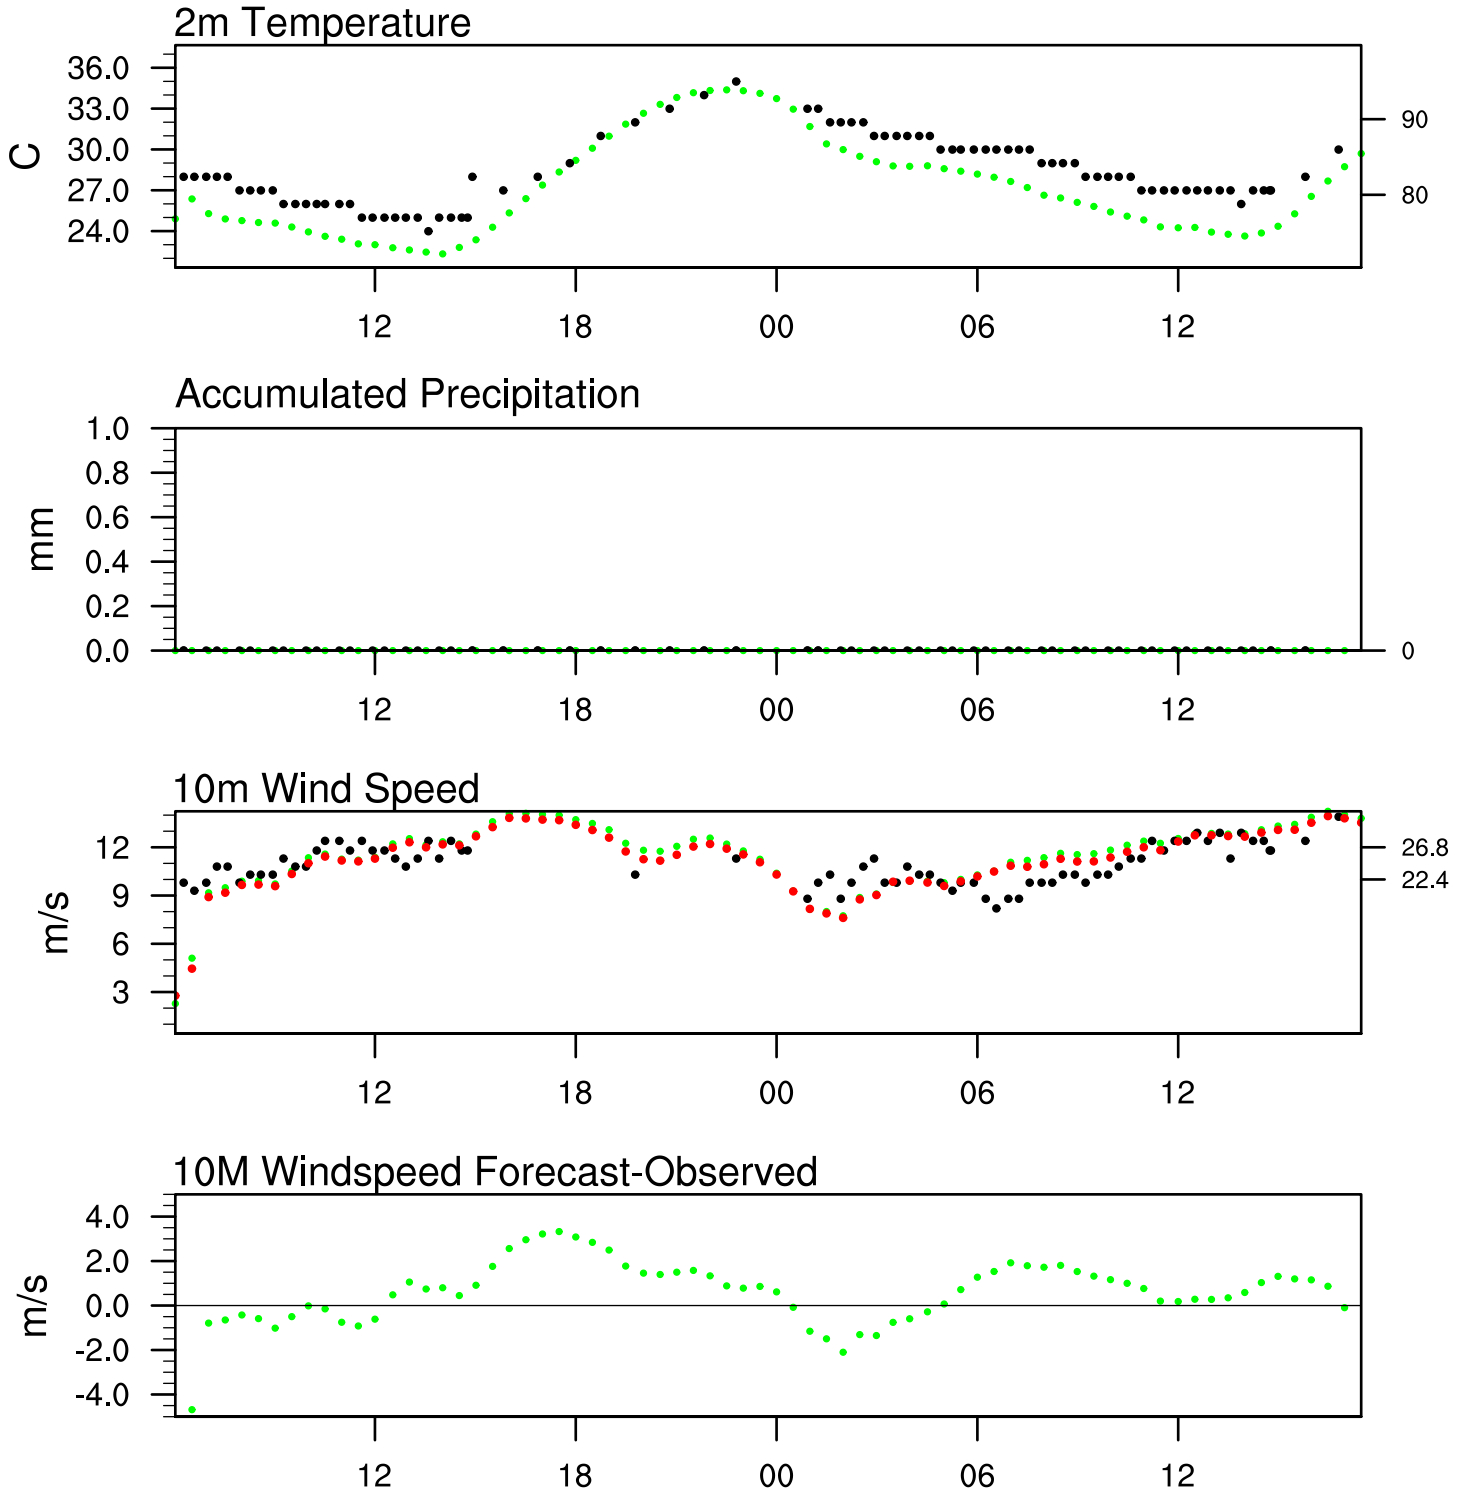 2m Temperature
C
36.0
33.0
30.0
27.0
24.0
90
80
12 18 00 06 12
Accumulated Precipitation
mm
1.0
0.8
0.6
0.4
0.2
0.0
0
12 18 00 06 12
10m Wind Speed
m/s
12
9
6
3
26.8
22.4
12 18 00 06 12
10M Windspeed Forecast-Observed
m/s
4.0
2.0
0.0
-2.0
-4.0
12 18 00 06 12